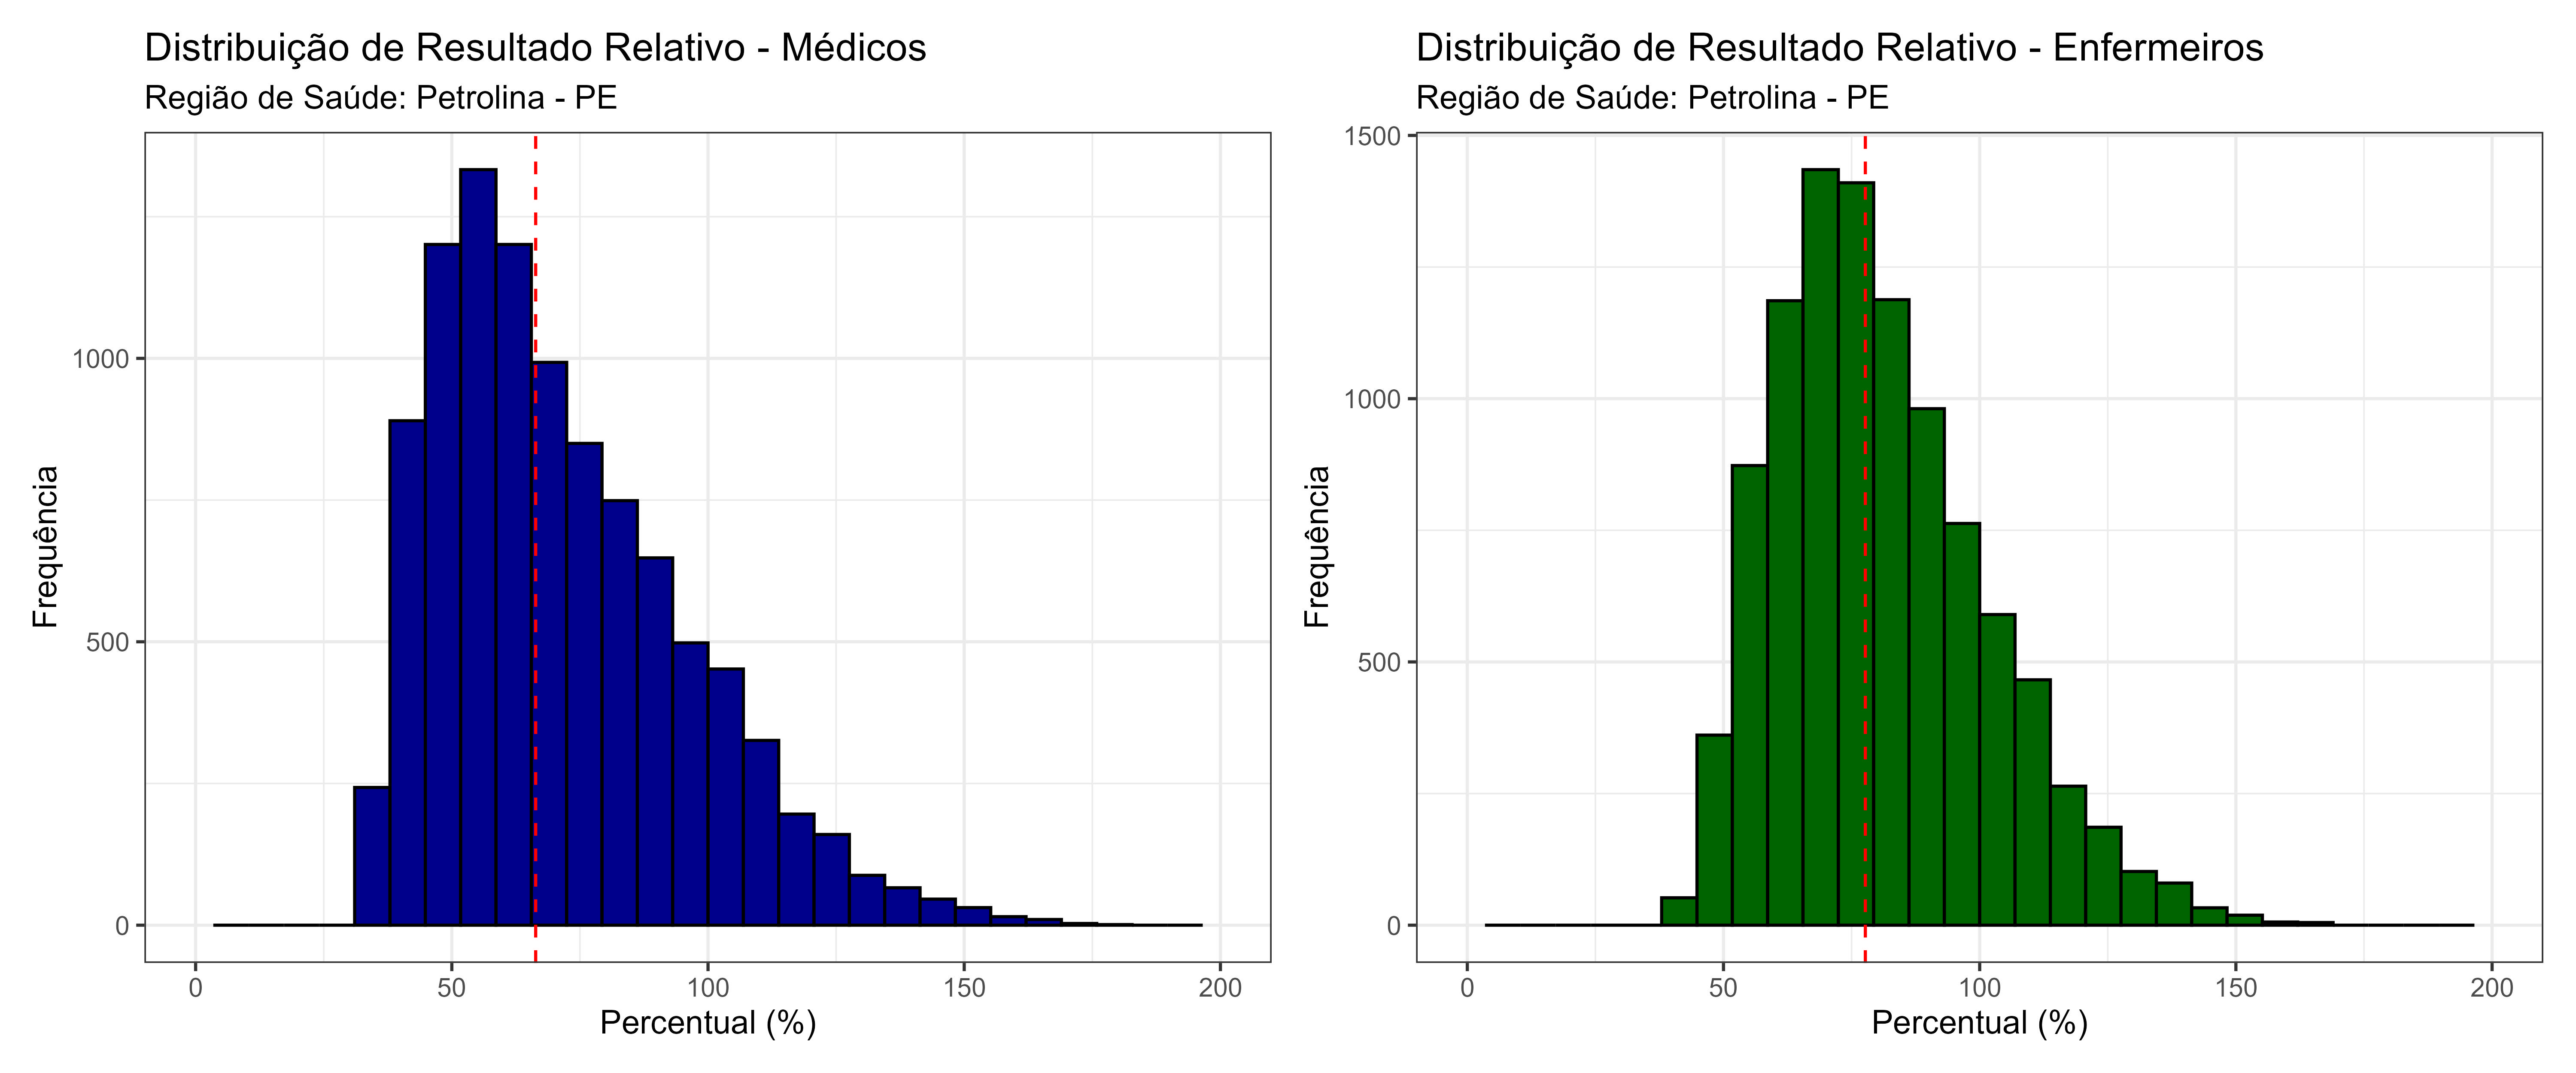 Distribuição de Resultado Relativo - Médicos
Região de Saúde: Petrolina - PE
Frequência
1000
500
0
0 50 100 150 200
Percentual (%)
Distribuição de Resultado Relativo - Enfermeiros
Região de Saúde: Petrolina - PE
Frequência
1500
1000
500
0
0 50 100 150 200
Percentual (%)